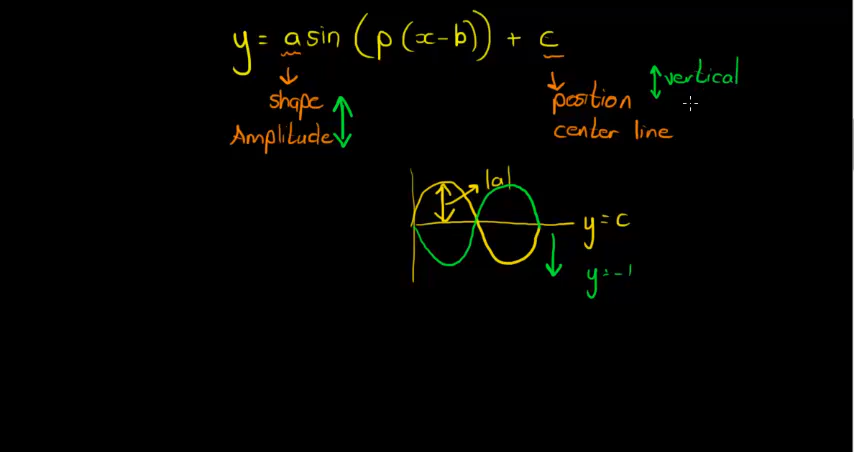 y = a sin (p(x-b)) + c
shape
Amplitude
position
center line
vertical
|a|
y = c
y = -1